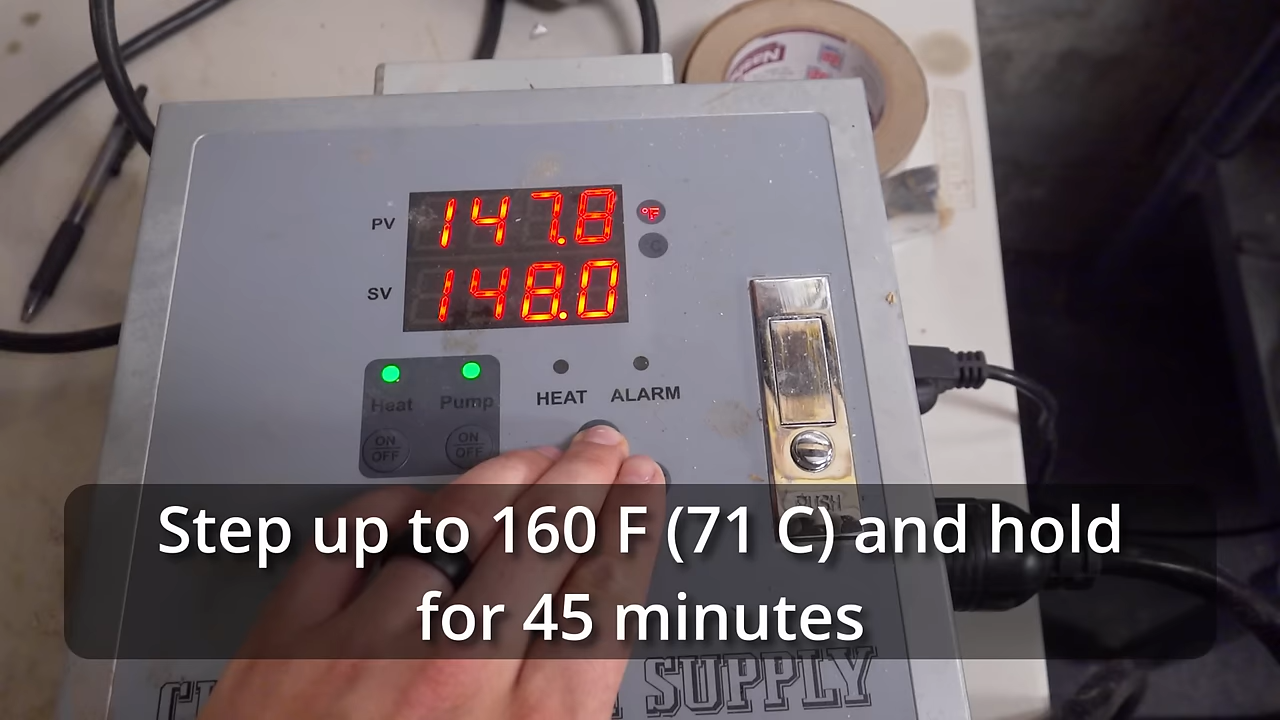 PV 147.8 °F
C
SV 148.0
Heat Pump
HEAT ALARM
ON OFF ON OFF
PUSH
Step up to 160 F (71 C) and hold
for 45 minutes
SUPPLY